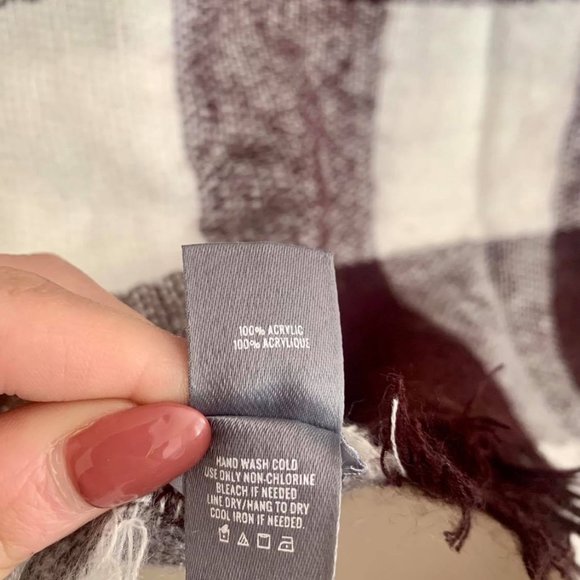 100% ACRYLIC
100% ACRYLIQUE
HAND WASH COLD
USE ONLY NON-CHLORINE
BLEACH IF NEEDED
LINE DRY/HANG TO DRY
COOL IRON IF NEEDED.